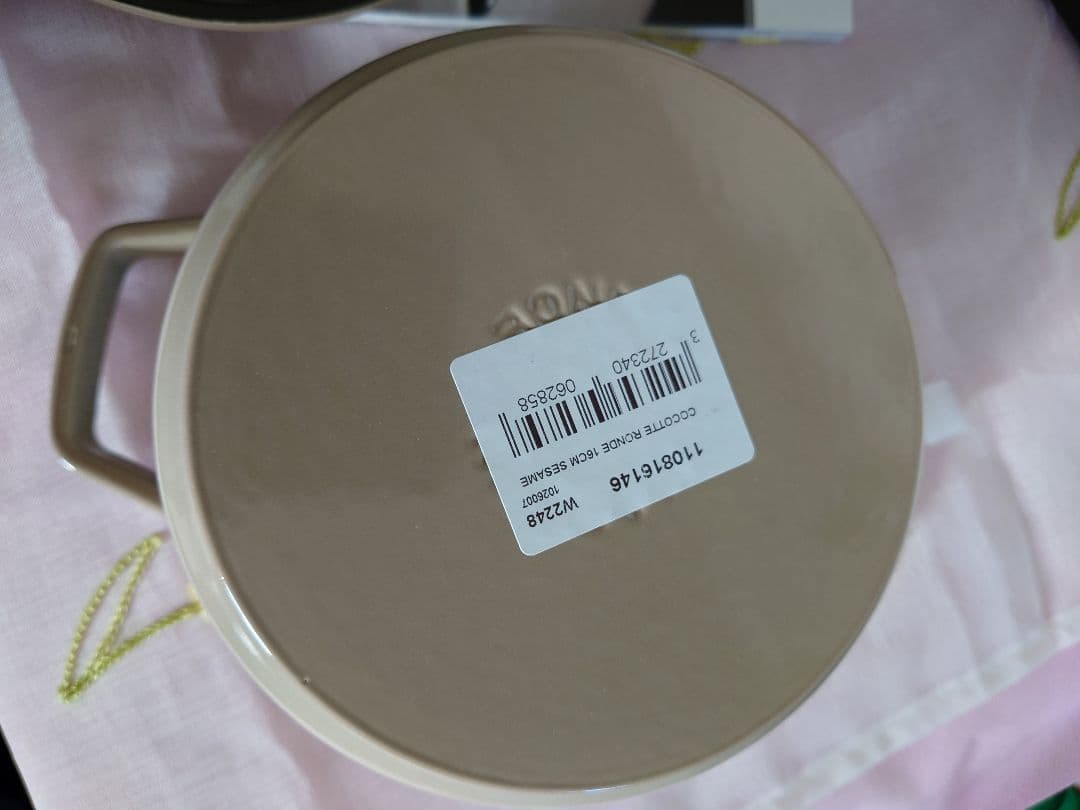 110816146 W2248
1026007
COCOTTE RONDE 16CM SESAME
3 272340 062858